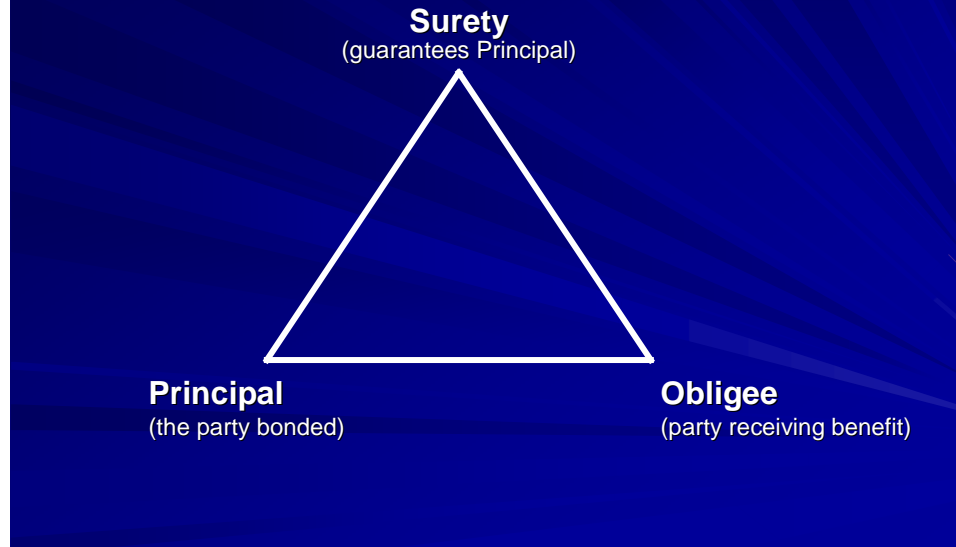 Surety
(guarantees Principal)
Principal
(the party bonded)
Obligee
(party receiving benefit)